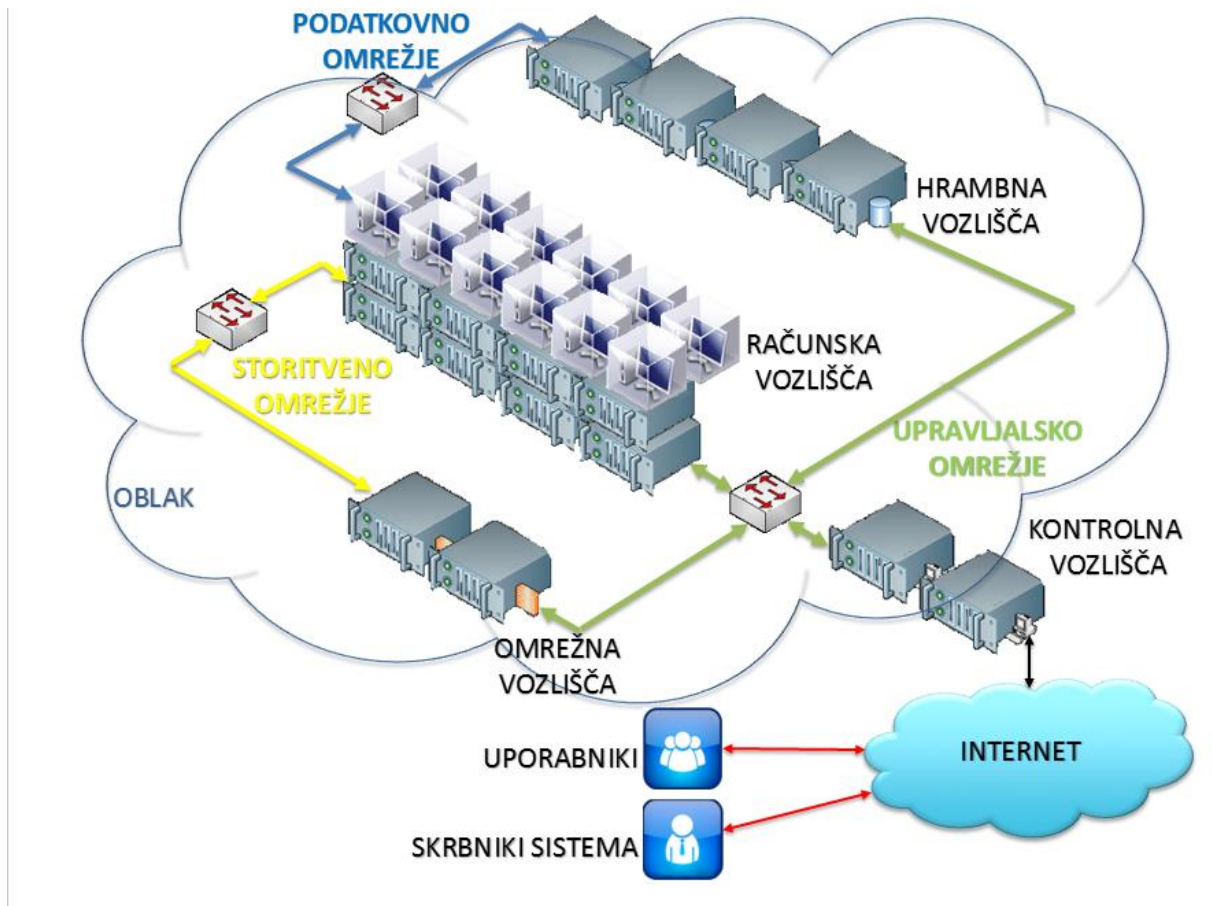 PODATKOVNO
OMREŽJE
HRAMBNA
VOZLIŠČA
RAČUNSKA
VOZLIŠČA
STORITVENO
OMREŽJE
UPRAVLJALSKO
OMREŽJE
OBLAK
KONTROLNA
VOZLIŠČA
OMREŽNA
VOZLIŠČA
UPORABNIKI
INTERNET
SKRBNIKI SISTEMA